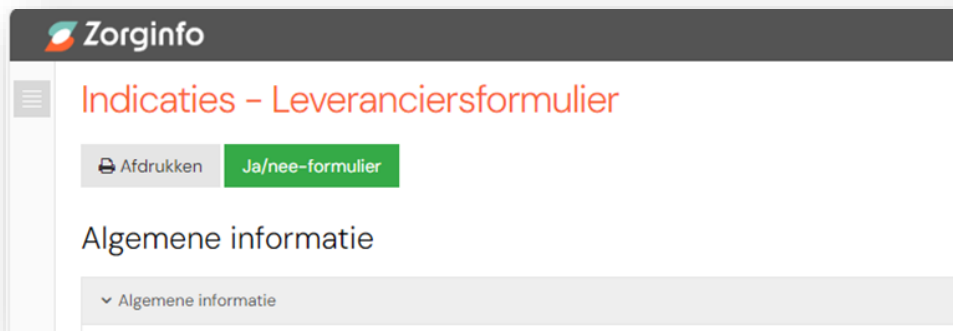 Zorginfo
Indicaties – Leveranciersformulier
Afdrukken Ja/nee-formulier
Algemene informatie
Algemene informatie